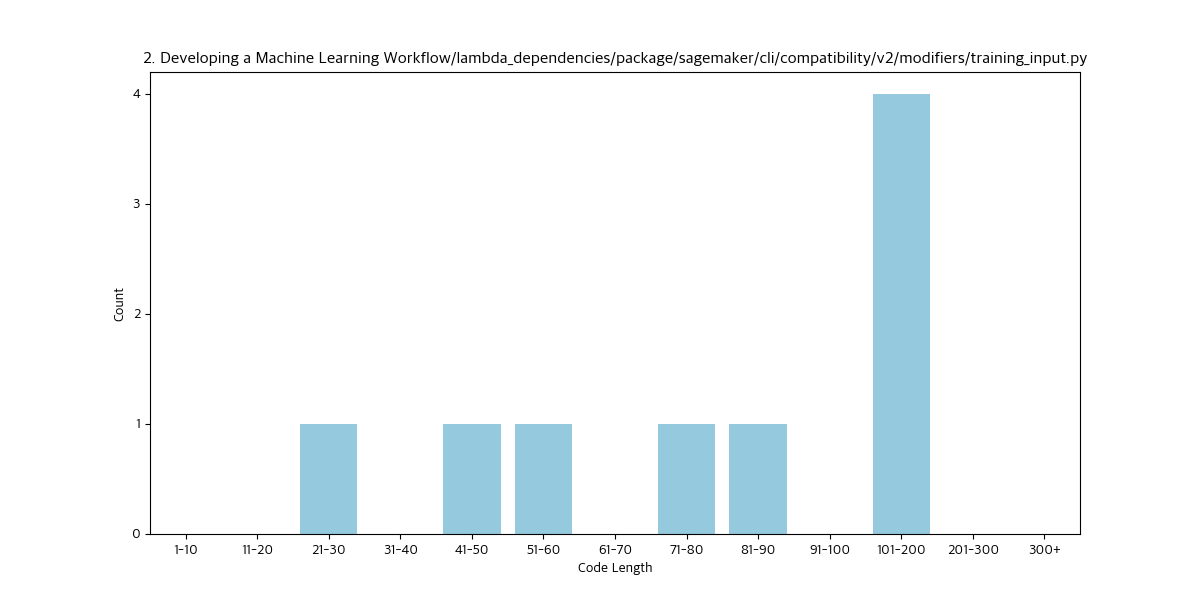 2. Developing a Machine Learning Workflow/lambda_dependencies/package/sagemaker/cli/compatibility/v2/modifiers/training_input.py
4
3
2
1
0
Count
1-10 11-20 21-30 31-40 41-50 51-60 61-70 71-80 81-90 91-100 101-200 201-300 300+
Code Length